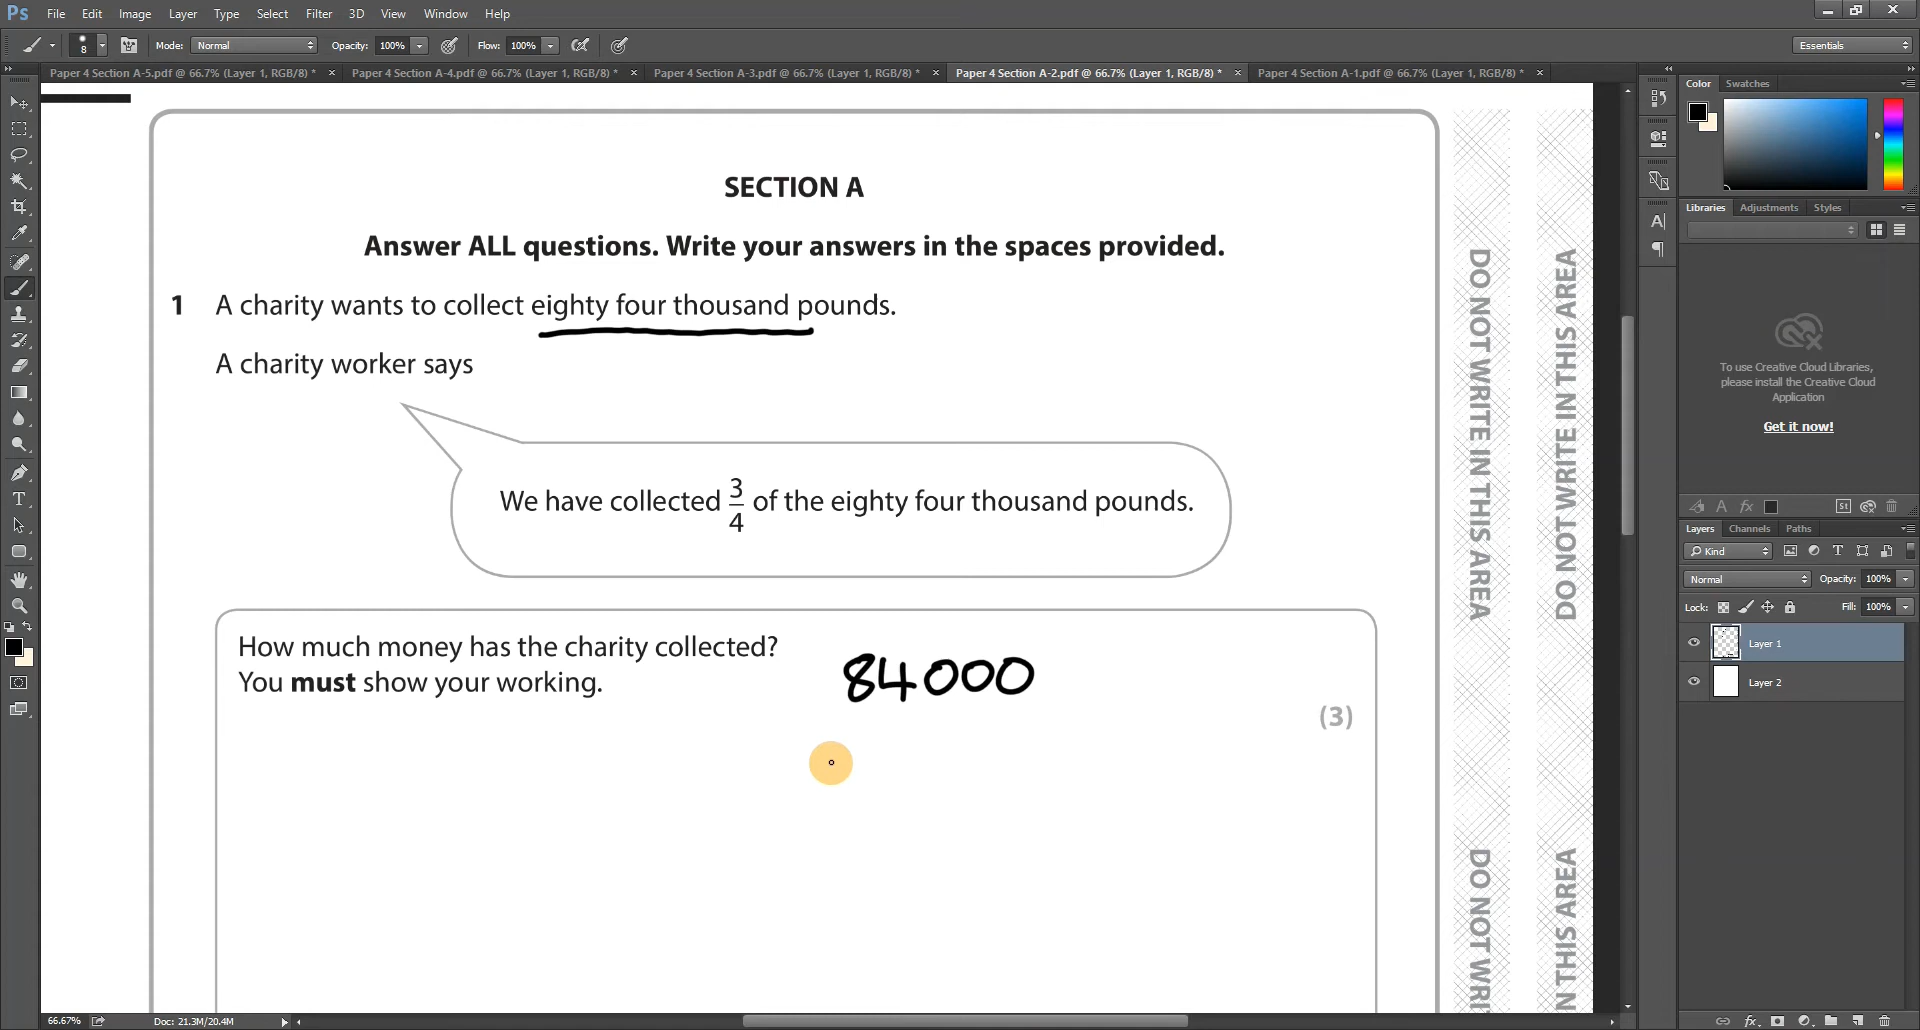 Ps File Edit Image Layer Type Select Filter 3D View Window Help
8 Mode: Normal Opacity: 100% Flow: 100% Essentials
Paper 4 Section A-5.pdf @ 66.7% (Layer 1, RGB/8) * × Paper 4 Section A-4.pdf @ 66.7% (Layer 1, RGB/8) * × Paper 4 Section A-3.pdf @ 66.7% (Layer 1, RGB/8) * × Paper 4 Section A-2.pdf @ 66.7% (Layer 1, RGB/8) * × Paper 4 Section A-1.pdf @ 66.7% (Layer 1, RGB/8) * ×
SECTION A
Answer ALL questions. Write your answers in the spaces provided.
1 A charity wants to collect eighty four thousand pounds.
A charity worker says
We have collected 3/4 of the eighty four thousand pounds.
How much money has the charity collected?
You must show your working.
84000
(3)
DO NOT WRITE IN THIS AREA
DO NOT WRITE IN THIS AREA
DO NOT WRI
N THIS AREA
Color Swatches
Libraries Adjustments Styles
To use Creative Cloud Libraries,
please install the Creative Cloud
Application
Get it now!
St
Layers Channels Paths
Kind
Normal Opacity: 100%
Lock: Fill: 100%
Layer 1
Layer 2
fx
66.67% Doc: 21.3M/20.4M